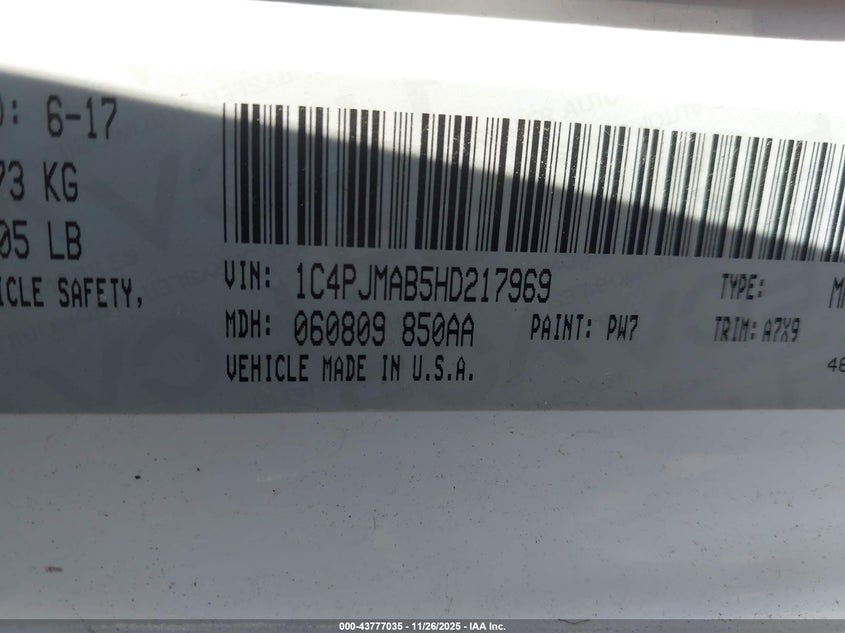 ): 6-17
73 KG
05 LB
ICLE SAFETY,
VIN: 1C4PJMAB5HD217969
TYPE:
MDH: 060809 850AA
PAINT: PW7
TRIM: A7X9
VEHICLE MADE IN U.S.A.
000-43777035 - 11/26/2025 - IAA Inc.